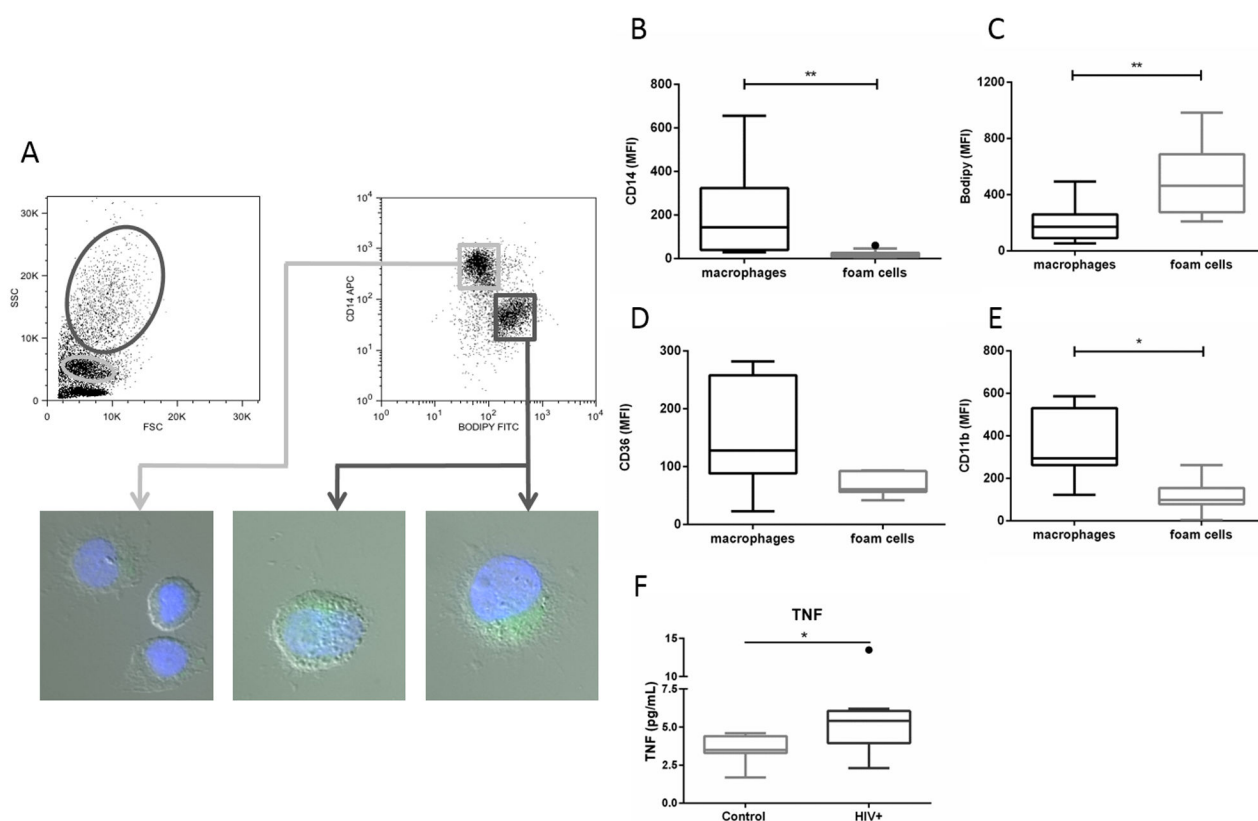 A
SSC
30K
20K
10K
0
0
10K
20K
30K
FSC
CD14 APC
10^4
10^3
10^2
10^1
10^0
10^0
10^1
10^2
10^3
10^4
BODIPY FITC
B
CD14 (MFI)
800
600
400
200
0
**
macrophages foam cells
C
Bodipy (MFI)
1200
800
400
0
**
macrophages foam cells
D
CD36 (MFI)
300
200
100
0
macrophages foam cells
E
CD11b (MFI)
800
600
400
200
0
*
macrophages foam cells
F
TNF
TNF (pg/mL)
15
10
7.5
5.0
2.5
0.0
*
Control HIV+